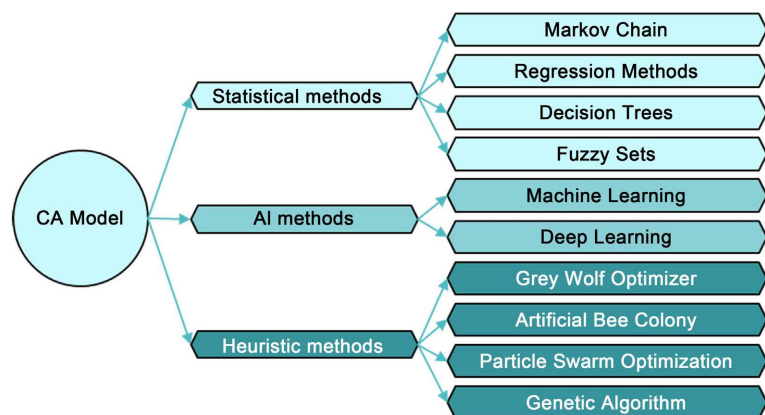 CA Model
Statistical methods
Markov Chain
Regression Methods
Decision Trees
Fuzzy Sets
AI methods
Machine Learning
Deep Learning
Heuristic methods
Grey Wolf Optimizer
Artificial Bee Colony
Particle Swarm Optimization
Genetic Algorithm